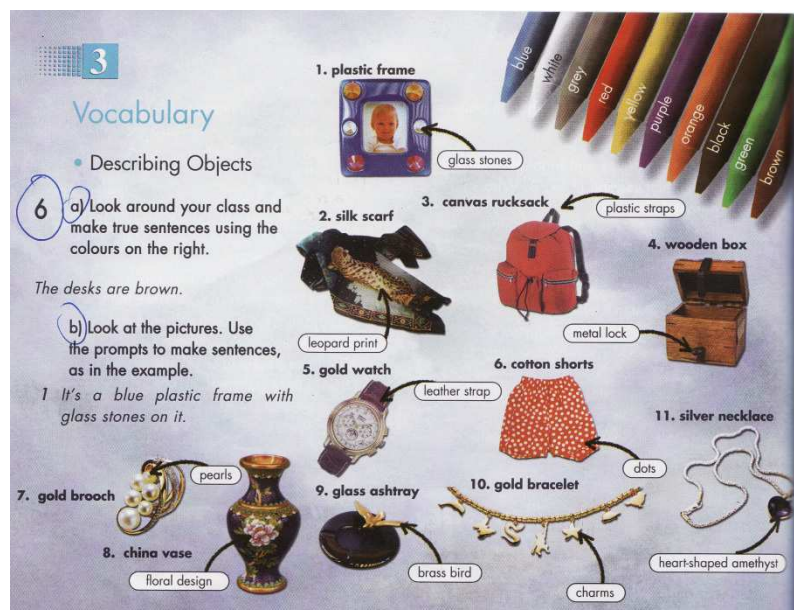 3
Vocabulary
• Describing Objects
6 a) Look around your class and
make true sentences using the
colours on the right.
The desks are brown.
b) Look at the pictures. Use
the prompts to make sentences,
as in the example.
1 It's a blue plastic frame with
glass stones on it.
blue
white
grey
red
yellow
purple
orange
black
green
brown
1. plastic frame
glass stones
2. silk scarf
leopard print
3. canvas rucksack
plastic straps
4. wooden box
metal lock
5. gold watch
leather strap
6. cotton shorts
dots
7. gold brooch
pearls
8. china vase
floral design
9. glass ashtray
brass bird
10. gold bracelet
charms
11. silver necklace
heart-shaped amethyst